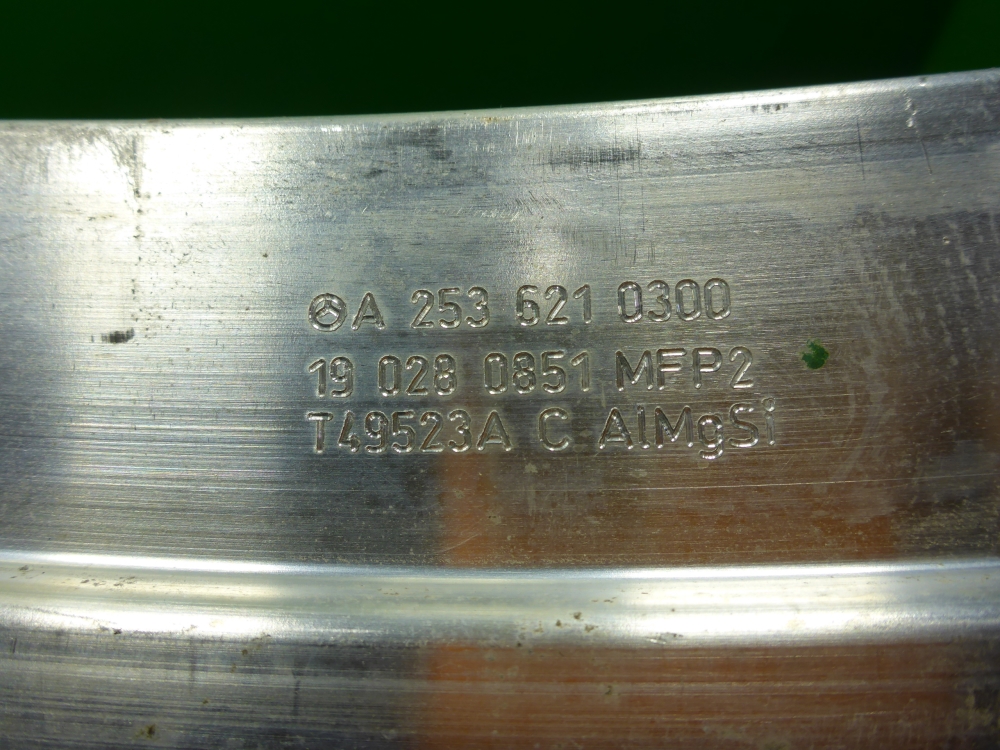 A 253 621 0300
19 028 0851 MFP2
T49523A C AlMgSi